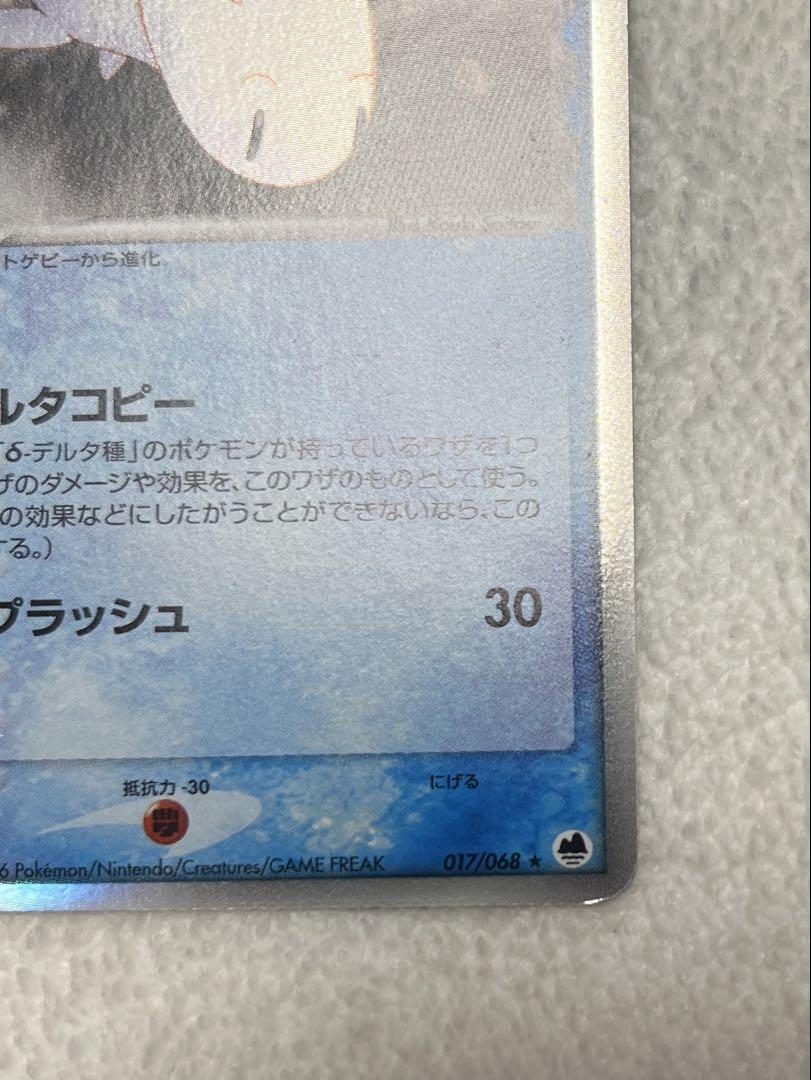 トゲピーから進化
ルタコピー
「δ-デルタ種」のポケモンが持っているワザを1つ
ザのダメージや効果を、このワザのものとして使う。
の効果などにしたがうことができないなら、この
する。）
プラッシュ 30
抵抗力 -30 にげる
6 Pokémon/Nintendo/Creatures/GAME FREAK 017/068 ★